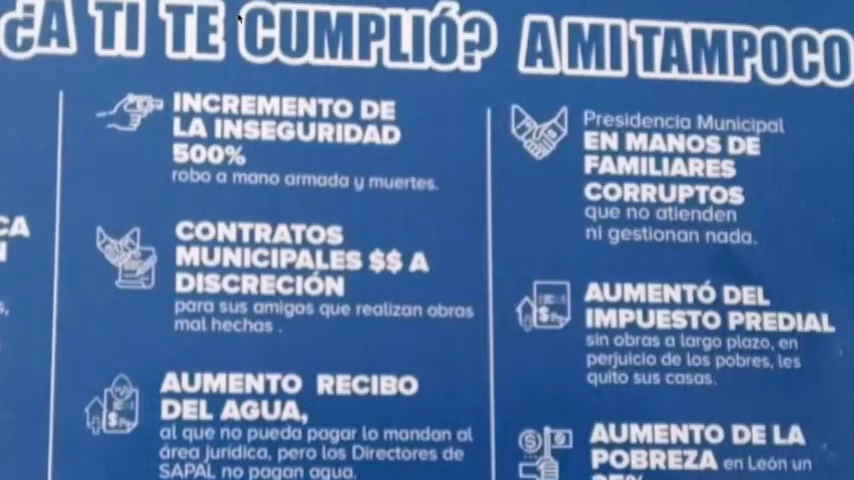 ¿A TI TE CUMPLIÓ? A MI TAMPOCO
INCREMENTO DE
LA INSEGURIDAD
500%
robo a mano armada y muertes.
CONTRATOS
MUNICIPALES $$ A
DISCRECIÓN
para sus amigos que realizan obras
mal hechas .
AUMENTO RECIBO
DEL AGUA,
al que no pueda pagar lo mandan al
área jurídica, pero los Directores de
SAPAL no pagan agua.
Presidencia Municipal
EN MANOS DE
FAMILIARES
CORRUPTOS
que no atienden
ni gestionan nada.
AUMENTÓ DEL
IMPUESTO PREDIAL
sin obras a largo plazo, en
perjuicio de los pobres, les
quito sus casas.
AUMENTO DE LA
POBREZA en León un